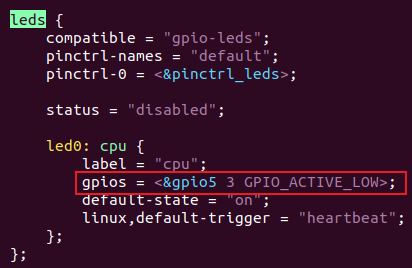 leds {
compatible = "gpio-leds";
pinctrl-names = "default";
pinctrl-0 = <&pinctrl_leds>;
status = "disabled";
led0: cpu {
label = "cpu";
gpios = <&gpio5 3 GPIO_ACTIVE_LOW>;
default-state = "on";
linux,default-trigger = "heartbeat";
};
};